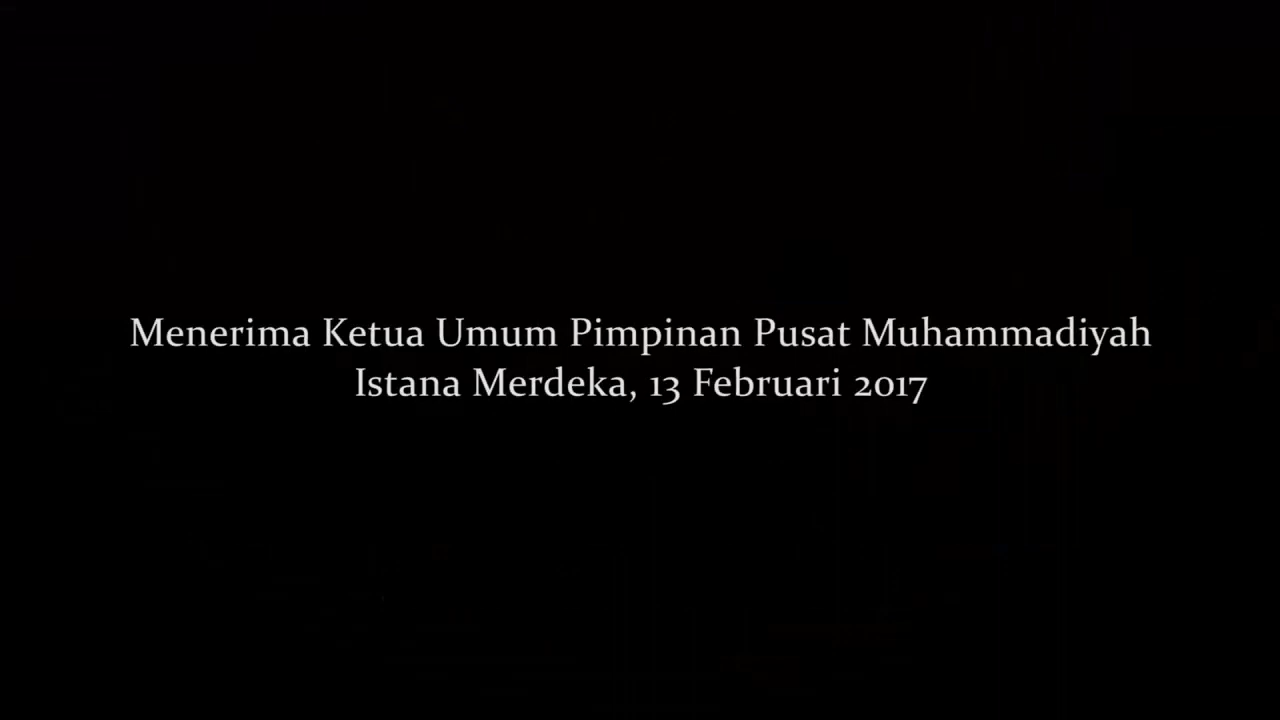 Menerima Ketua Umum Pimpinan Pusat Muhammadiyah
Istana Merdeka, 13 Februari 2017